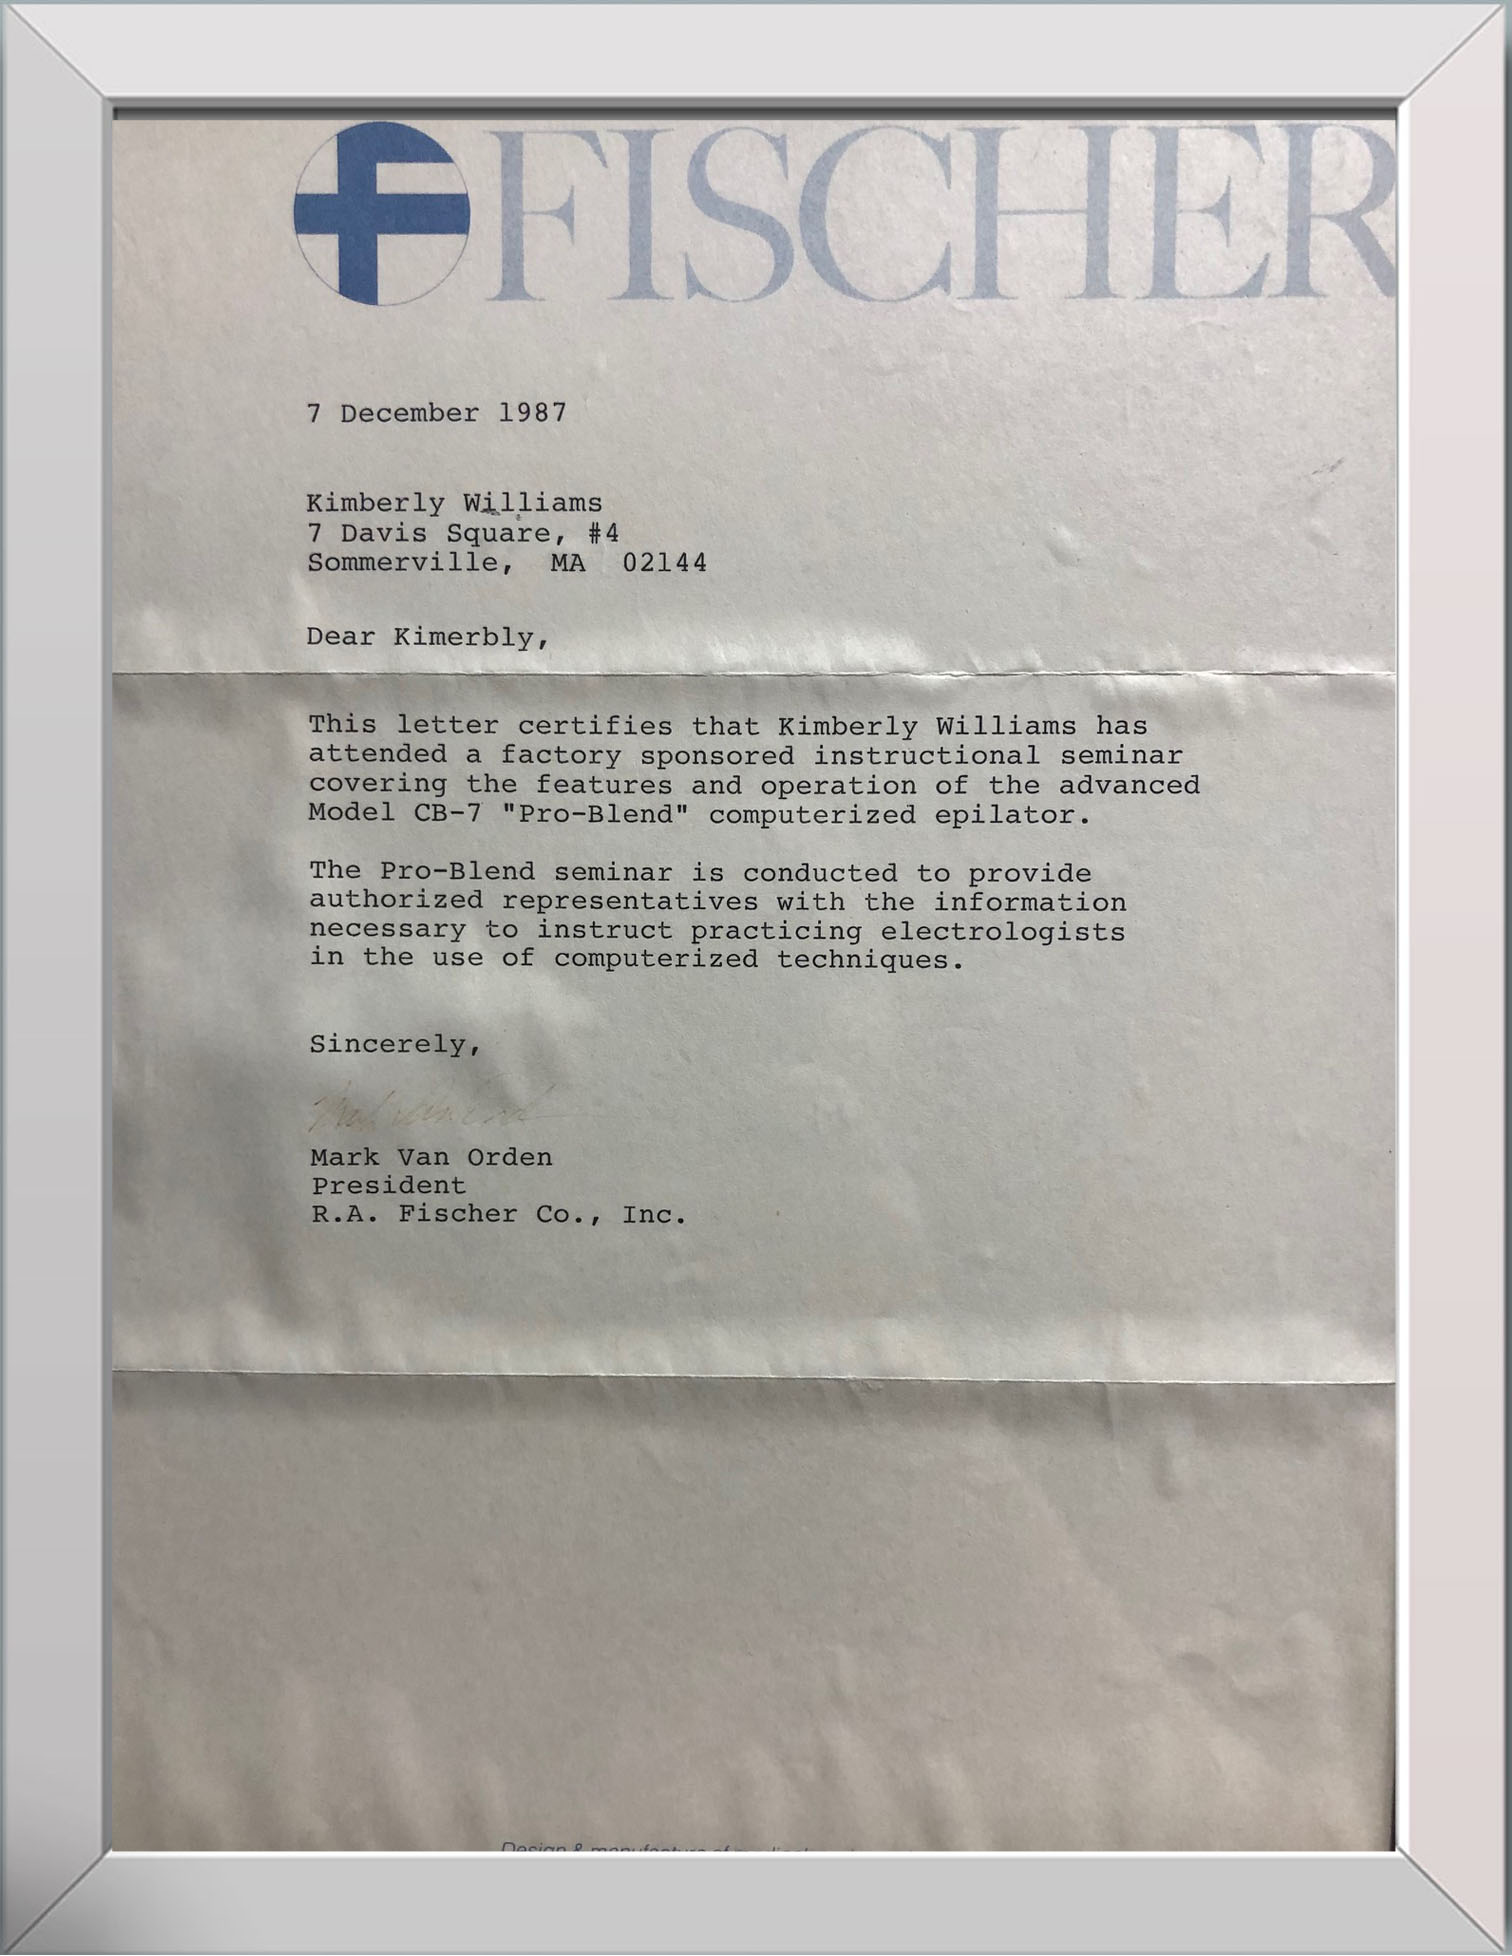 FISCHER
7 December 1987
Kimberly Williams
7 Davis Square, #4
Sommerville, MA 02144
Dear Kimerbly,
This letter certifies that Kimberly Williams has
attended a factory sponsored instructional seminar
covering the features and operation of the advanced
Model CB-7 "Pro-Blend" computerized epilator.
The Pro-Blend seminar is conducted to provide
authorized representatives with the information
necessary to instruct practicing electrologists
in the use of computerized techniques.
Sincerely,
Mark Van Orden
President
R.A. Fischer Co., Inc.
Design & manufacture of